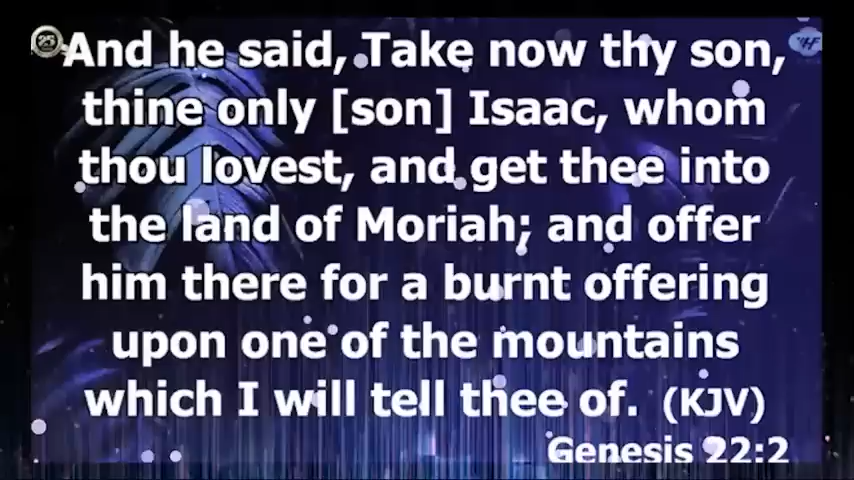 And he said, Take now thy son,
thine only [son] Isaac, whom
thou lovest, and get thee into
the land of Moriah; and offer
him there for a burnt offering
upon one of the mountains
which I will tell thee of. (KJV)
Genesis 22:2
25